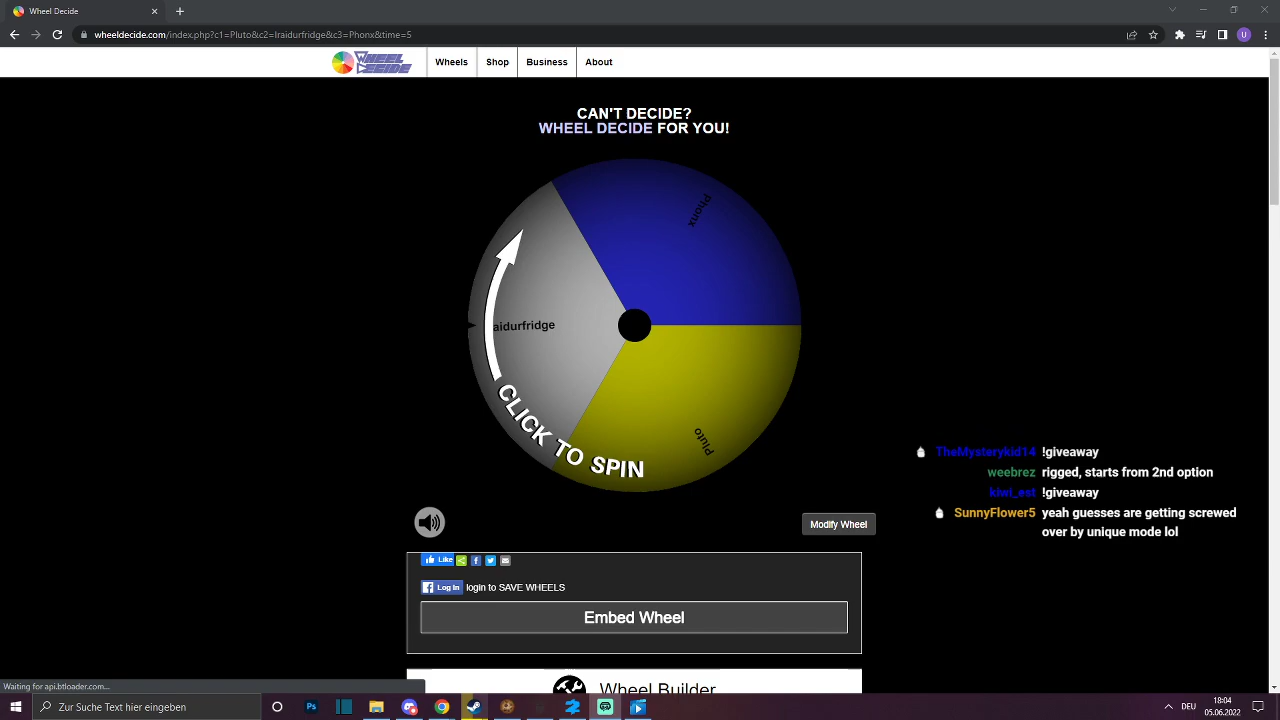 Wheel Decide
wheeldecide.com/index.php?c1=Pluto&c2=Iraidurfridge&c3=Phonx&time=5
U
WHEEL DECIDE
Wheels
Shop
Business
About
CAN'T DECIDE?
WHEEL DECIDE FOR YOU!
Phonx
aidurfridge
Pluto
CLICK TO SPIN
TheMysterykid14 !giveaway
weebrez rigged, starts from 2nd option
kiwi_est !giveaway
SunnyFlower5 yeah guesses are getting screwed
over by unique mode lol
Modify Wheel
Like
Log In login to SAVE WHEELS
Embed Wheel
Wheel Builder
Waiting for api.btloader.com...
Zur Suche Text hier eingeben
Ps
DEU
18:04
05.06.2022